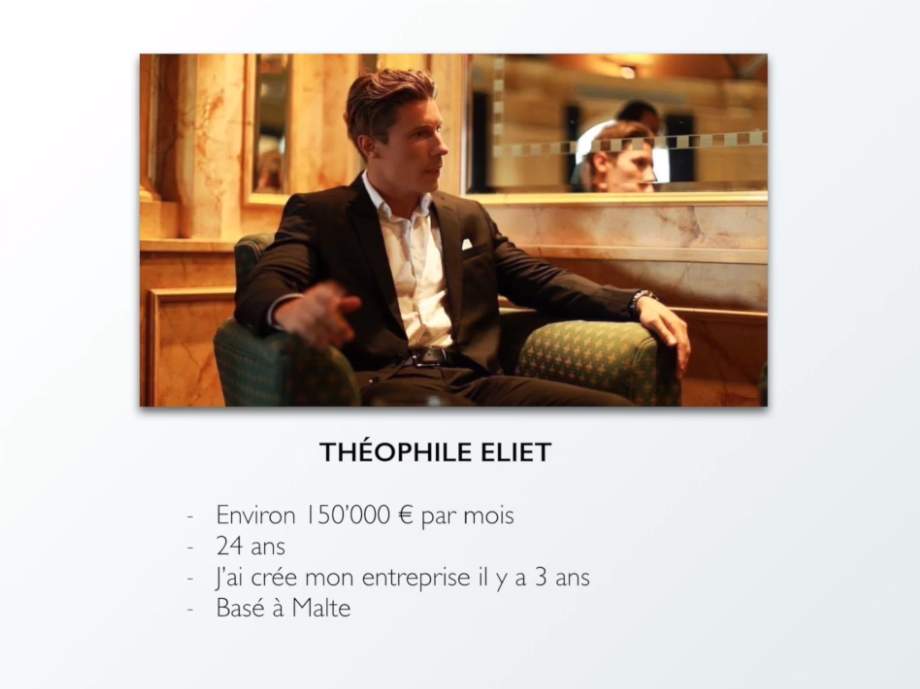 THÉOPHILE ELIET
- Environ 150'000 € par mois
- 24 ans
- J'ai crée mon entreprise il y a 3 ans
- Basé à Malte